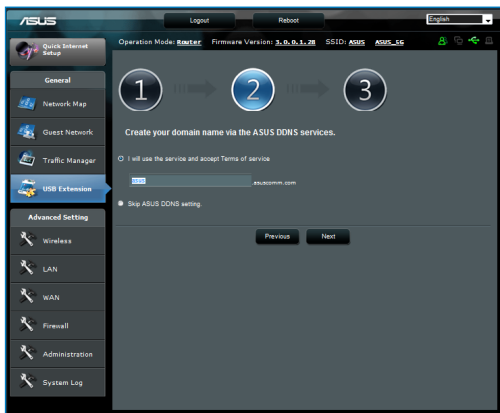 ASUS
Logout
Reboot
English
Quick Internet Setup
Operation Mode: Router Firmware Version: 3.0.0.1.28 SSID: ASUS ASUS_5G
General
Network Map
Guest Network
Traffic Manager
USB Extension
Advanced Setting
Wireless
LAN
WAN
Firewall
Administration
System Log
1
2
3
Create your domain name via the ASUS DDNS services.
I will use the service and accept Terms of service
.asuscomm.com
Skip ASUS DDNS setting.
Previous
Next